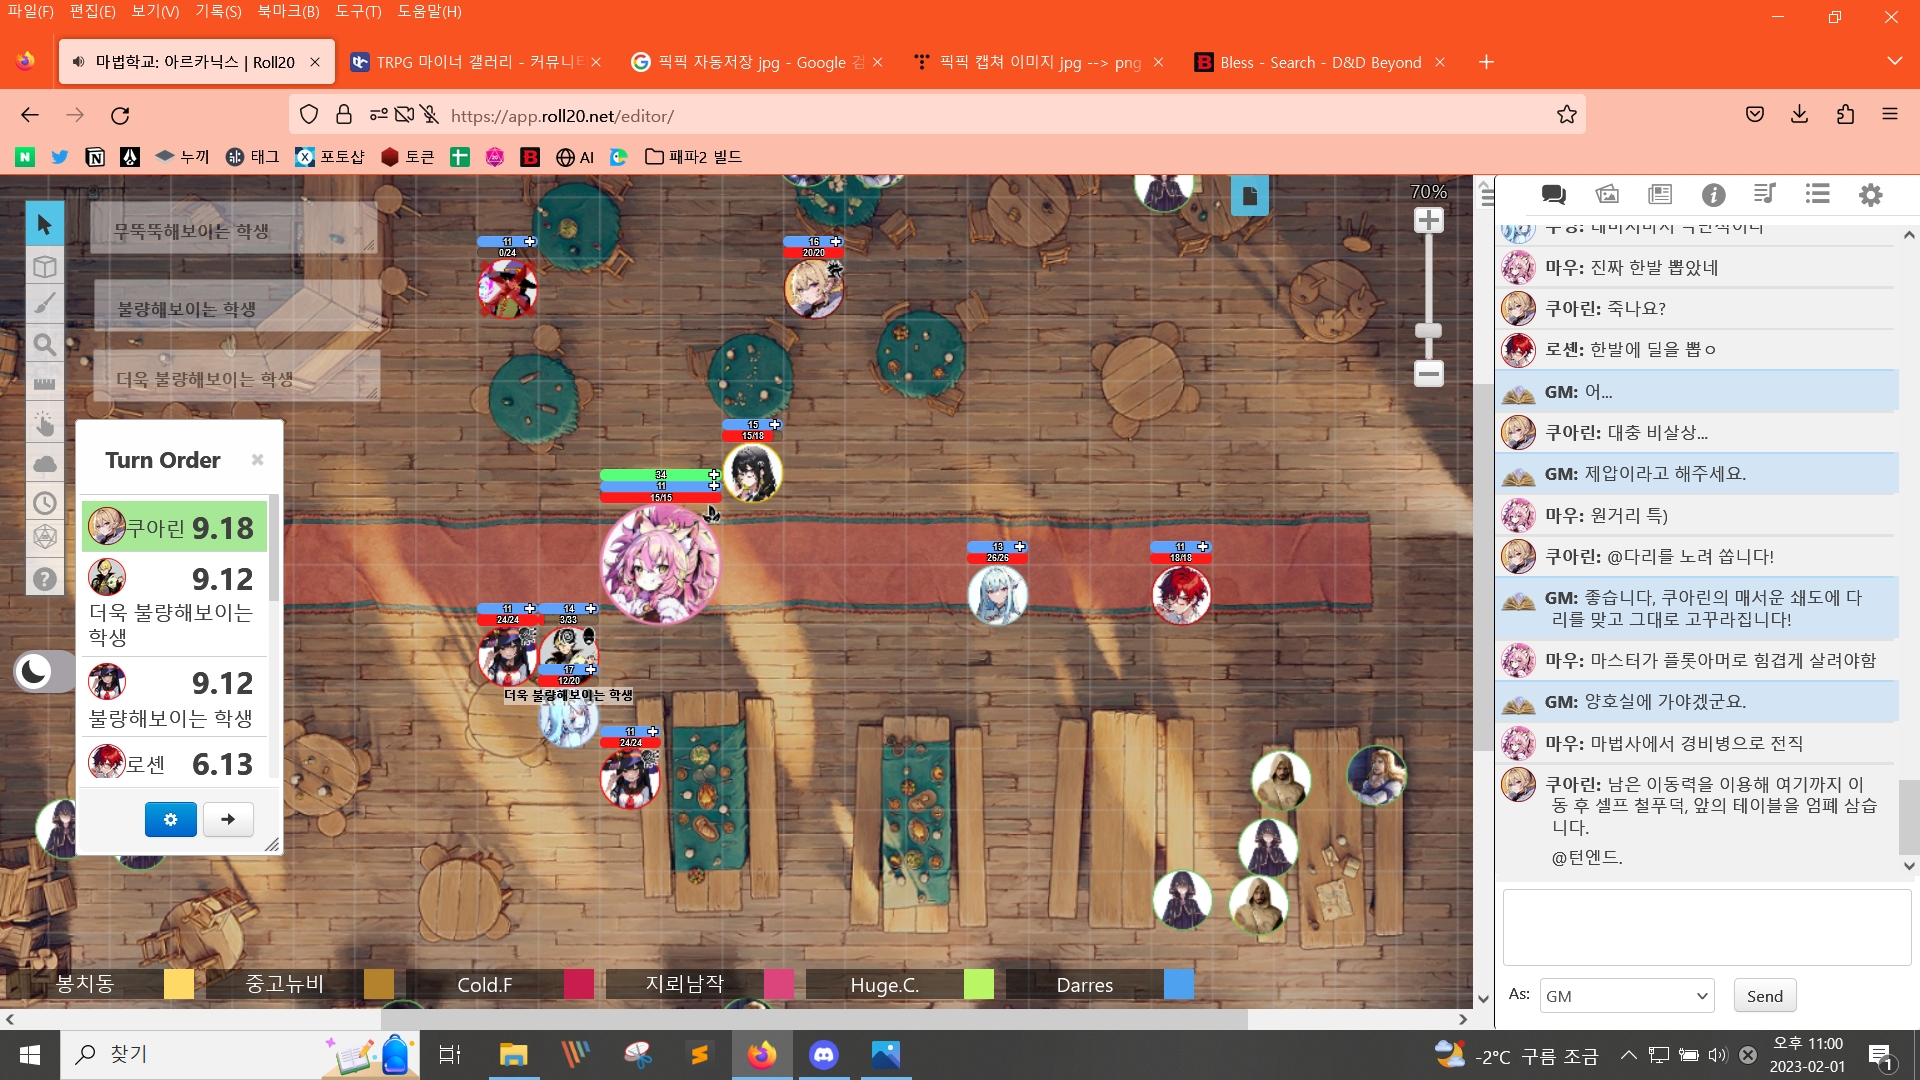 파일(F) 편집(E) 보기(V) 기록(S) 북마크(B) 도구(T) 도움말(H)
마법학교: 아르카닉스 | Roll20
TRPG 마이너 갤러리 - 커뮤니티
픽픽 자동저장 jpg - Google 검
픽픽 캡쳐 이미지 jpg --> png
Bless - Search - D&D Beyond
https://app.roll20.net/editor/
누끼 태그 포토샵 토큰 AI 패파2 빌드
70%
무뚝뚝해보이는 학생
불량해보이는 학생
더욱 불량해보이는 학생
11
0/24
16
20/20
15
15/18
34
11
15/15
13
26/26
11
18/18
11
24/24
14
3/33
17
12/20
더욱 불량해보이는 학생
11
24/24
Turn Order
쿠아린 9.18
9.12
더욱 불량해보이는
학생
9.12
불량해보이는 학생
로셴 6.13
봉치동
중고뉴비
Cold.F
지뢰남작
Huge.C.
Darres
마우: 진짜 한발 뽑았네
쿠아린: 죽나요?
로셴: 한발에 딜을 뽑ㅇ
GM: 어...
쿠아린: 대충 비살상...
GM: 제압이라고 해주세요.
마우: 원거리 특)
쿠아린: @다리를 노려 쏩니다!
GM: 좋습니다, 쿠아린의 매서운 쇄도에 다
리를 맞고 그대로 고꾸라집니다!
마우: 마스터가 플롯아머로 힘겹게 살려야함
GM: 양호실에 가야겠군요.
마우: 마법사에서 경비병으로 전직
쿠아린: 남은 이동력을 이용해 여기까지 이
동 후 셀프 철푸덕, 앞의 테이블을 엄폐 삼습
니다.
@턴엔드.
As: GM Send
찾기
-2°C 구름 조금
오후 11:00
2023-02-01
1